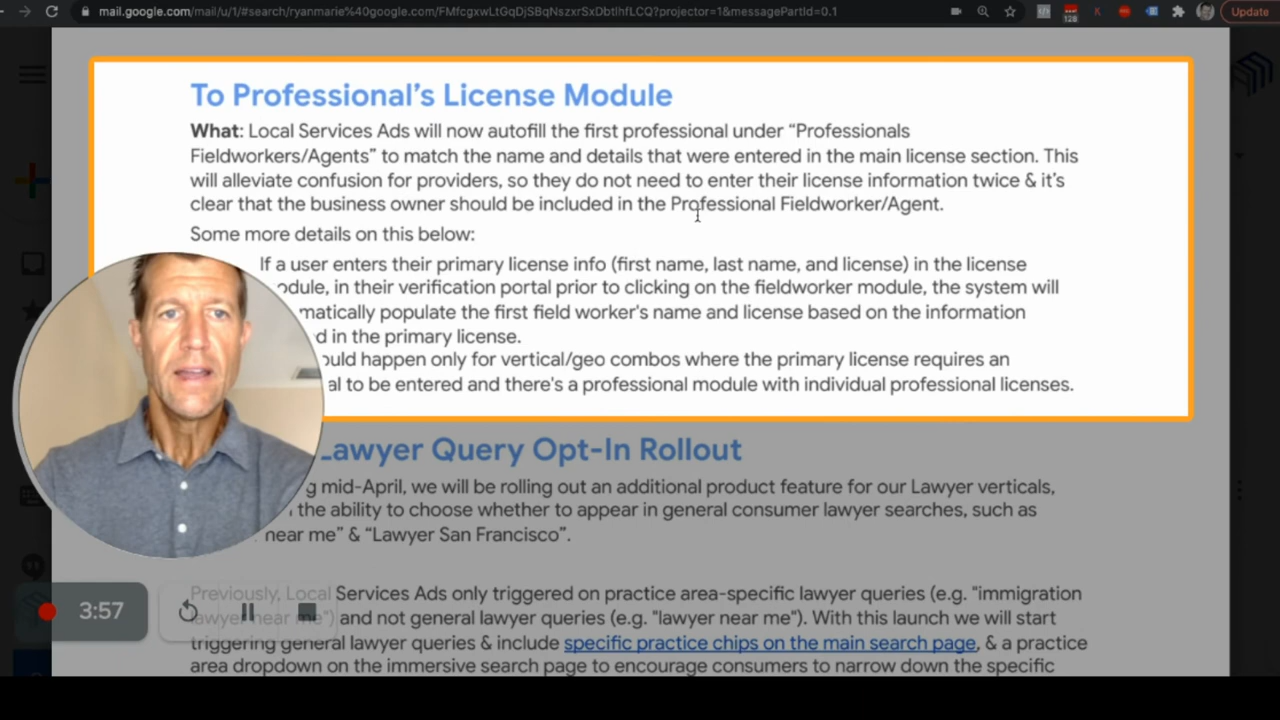 mail.google.com/mail/u/1/#search/ryanmarie%40google.com/FMfcgxwLtGqDjSBqNszxrSxDbtlhfLCQ?projector=1&messagePartId=0.1
128
K
Update
To Professional's License Module
What: Local Services Ads will now autofill the first professional under “Professionals
Fieldworkers/Agents” to match the name and details that were entered in the main license section. This
will alleviate confusion for providers, so they do not need to enter their license information twice & it's
clear that the business owner should be included in the Professional Fieldworker/Agent.
Some more details on this below:
If a user enters their primary license info (first name, last name, and license) in the license
odule, in their verification portal prior to clicking on the fieldworker module, the system will
matically populate the first field worker's name and license based on the information
d in the primary license.
ould happen only for vertical/geo combos where the primary license requires an
al to be entered and there's a professional module with individual professional licenses.
Lawyer Query Opt-In Rollout
g mid-April, we will be rolling out an additional product feature for our Lawyer verticals,
the ability to choose whether to appear in general consumer lawyer searches, such as
near me” & “Lawyer San Francisco”.
Previously, Local Services Ads only triggered on practice area-specific lawyer queries (e.g. "immigration
lawyer near me") and not general lawyer queries (e.g. "lawyer near me"). With this launch we will start
triggering general lawyer queries & include specific practice chips on the main search page, & a practice
area dropdown on the immersive search page to encourage consumers to narrow down the specific
3:57